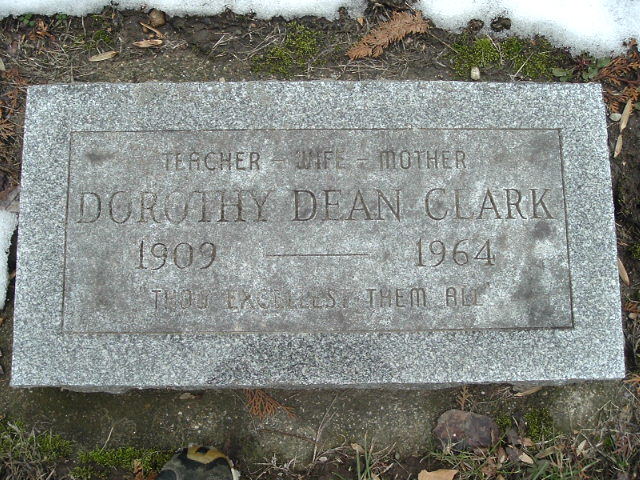 TEACHER - WIFE - MOTHER
DOROTHY DEAN CLARK
1909 — 1964
"THOU EXCELLEST THEM ALL"